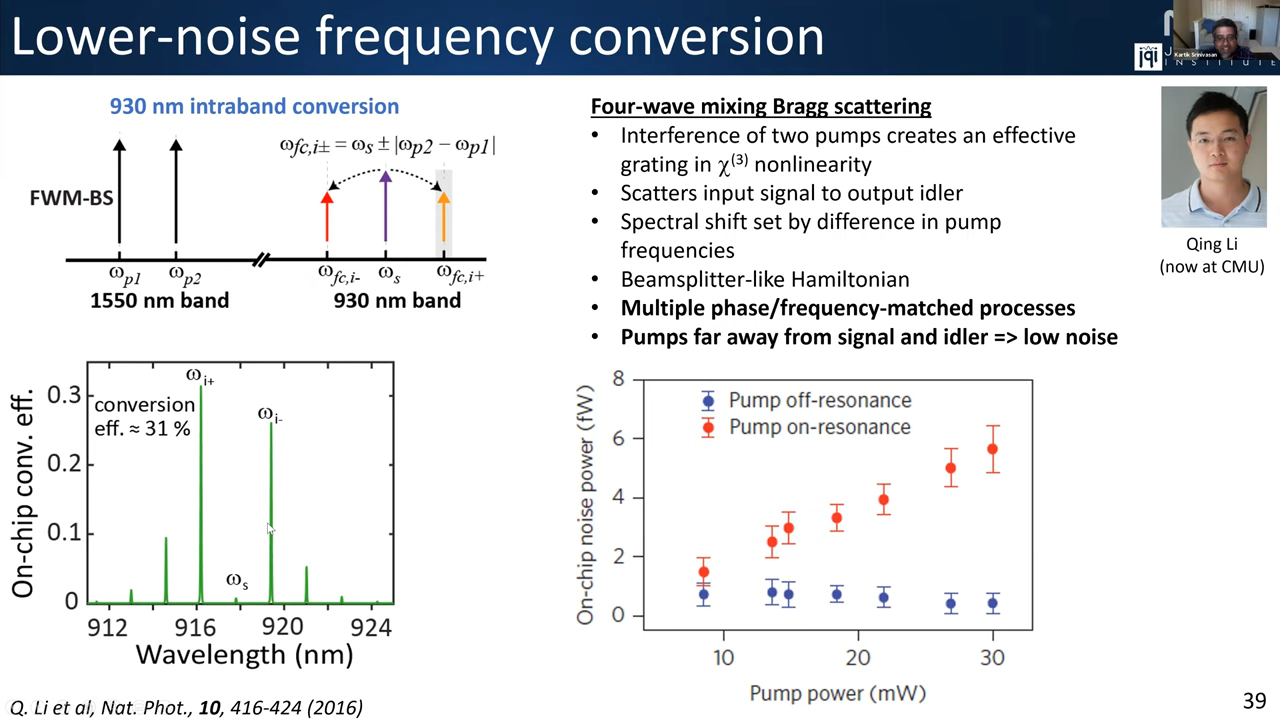 Lower-noise frequency conversion
jqi
Kartik Srinivasan
INSTITUTE
930 nm intraband conversion
ωfc,i± = ωs ± |ωp2 − ωp1|
FWM-BS
ωp1 ωp2 ωfc,i- ωs ωfc,i+
1550 nm band 930 nm band
Four-wave mixing Bragg scattering
• Interference of two pumps creates an effective
grating in χ(3) nonlinearity
• Scatters input signal to output idler
• Spectral shift set by difference in pump
frequencies
• Beamsplitter-like Hamiltonian
• Multiple phase/frequency-matched processes
• Pumps far away from signal and idler => low noise
Qing Li
(now at CMU)
On-chip conv. eff.
0.3
0.2
0.1
0
conversion
eff. ≈ 31 %
ωi+
ωi-
ωs
912 916 920 924
Wavelength (nm)
On-chip noise power (fW)
8
6
4
2
0
Pump off-resonance
Pump on-resonance
10 20 30
Pump power (mW)
Q. Li et al, Nat. Phot., 10, 416-424 (2016)
39